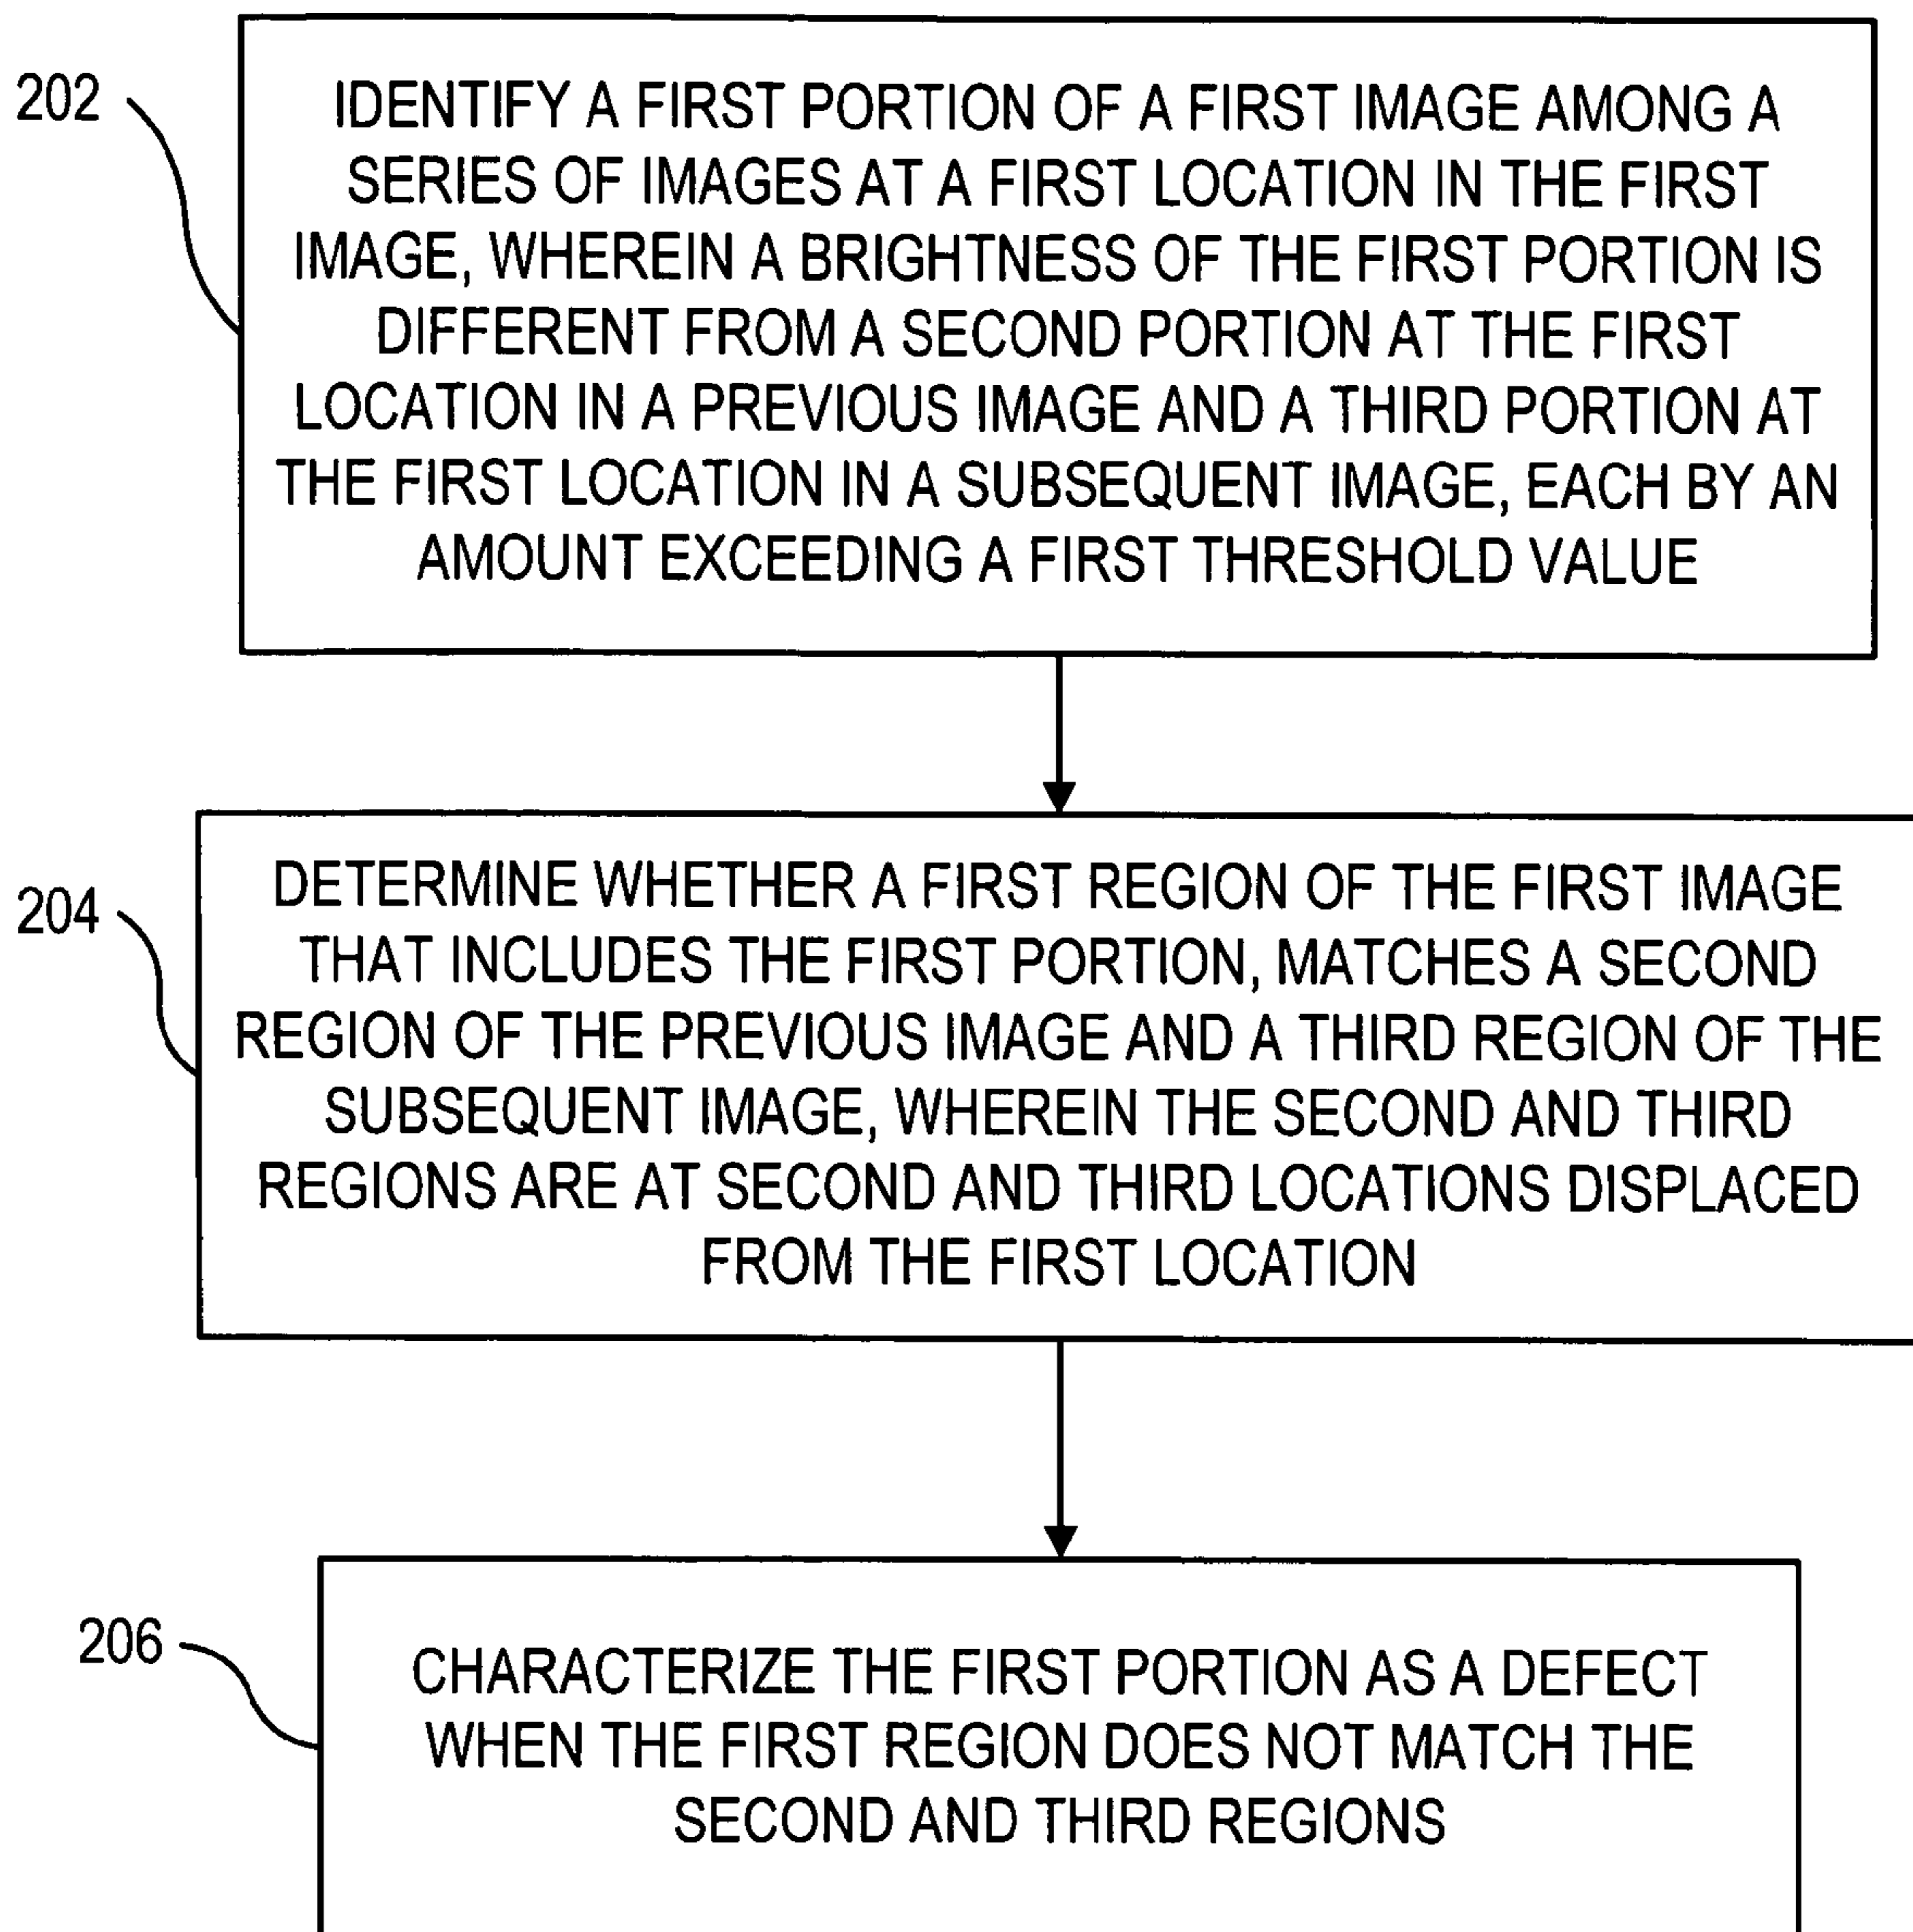 202
IDENTIFY A FIRST PORTION OF A FIRST IMAGE AMONG A
SERIES OF IMAGES AT A FIRST LOCATION IN THE FIRST
IMAGE, WHEREIN A BRIGHTNESS OF THE FIRST PORTION IS
DIFFERENT FROM A SECOND PORTION AT THE FIRST
LOCATION IN A PREVIOUS IMAGE AND A THIRD PORTION AT
THE FIRST LOCATION IN A SUBSEQUENT IMAGE, EACH BY AN
AMOUNT EXCEEDING A FIRST THRESHOLD VALUE
204
DETERMINE WHETHER A FIRST REGION OF THE FIRST IMAGE
THAT INCLUDES THE FIRST PORTION, MATCHES A SECOND
REGION OF THE PREVIOUS IMAGE AND A THIRD REGION OF THE
SUBSEQUENT IMAGE, WHEREIN THE SECOND AND THIRD
REGIONS ARE AT SECOND AND THIRD LOCATIONS DISPLACED
FROM THE FIRST LOCATION
206
CHARACTERIZE THE FIRST PORTION AS A DEFECT
WHEN THE FIRST REGION DOES NOT MATCH THE
SECOND AND THIRD REGIONS